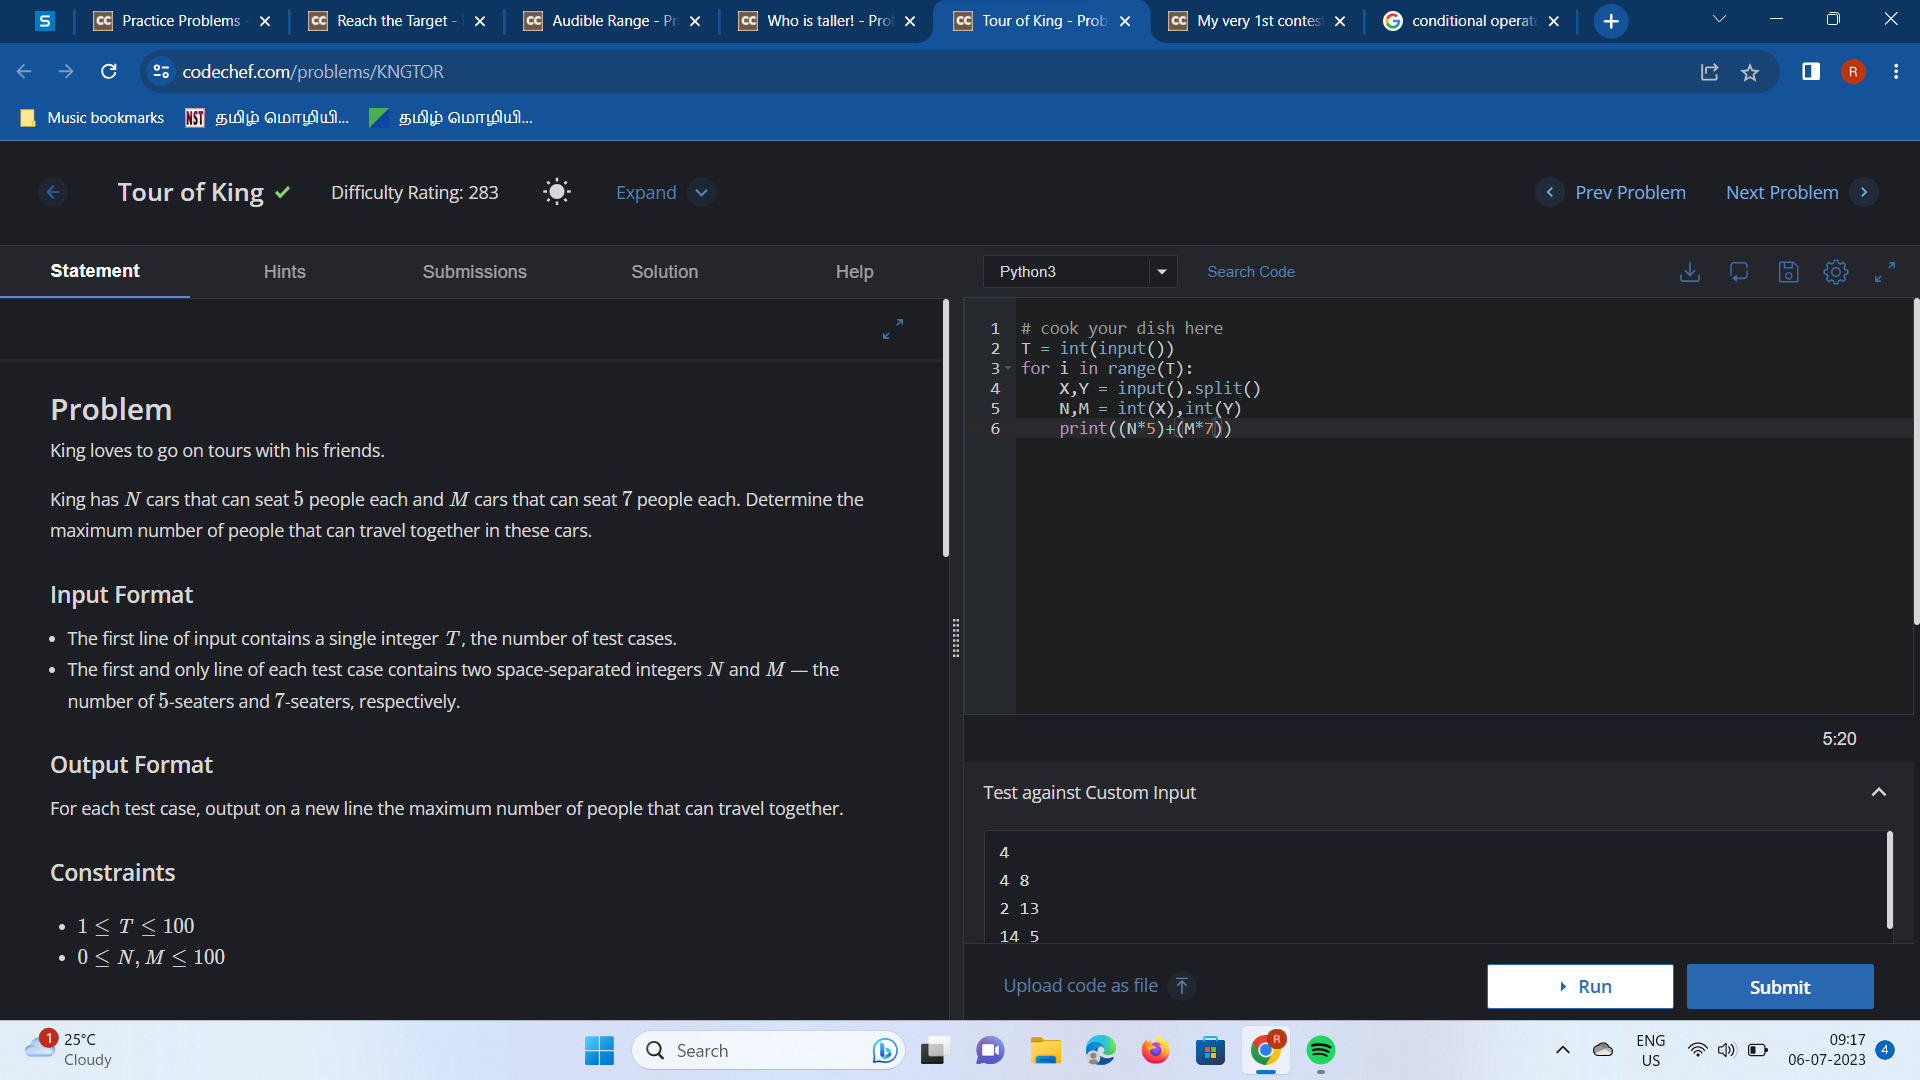 Practice Problems
Reach the Target -
Audible Range - Pr
Who is taller! - Prol
Tour of King - Prob
My very 1st contes
conditional operat
codechef.com/problems/KNGTOR
R
Music bookmarks
NST
தமிழ் மொழியி...
தமிழ் மொழியி...
Tour of King
Difficulty Rating: 283
Expand
Prev Problem
Next Problem
Statement
Hints
Submissions
Solution
Help
Python3
Search Code
Problem
King loves to go on tours with his friends.
King has N cars that can seat 5 people each and M cars that can seat 7 people each. Determine the
maximum number of people that can travel together in these cars.
Input Format
• The first line of input contains a single integer T, the number of test cases.
• The first and only line of each test case contains two space-separated integers N and M — the
number of 5-seaters and 7-seaters, respectively.
Output Format
For each test case, output on a new line the maximum number of people that can travel together.
Constraints
• 1 ≤ T ≤ 100
• 0 ≤ N, M ≤ 100
1 # cook your dish here
2 T = int(input())
3 for i in range(T):
4     X,Y = input().split()
5     N,M = int(X),int(Y)
6     print((N*5)+(M*7))
5:20
Test against Custom Input
4
4 8
2 13
14 5
Upload code as file
Run
Submit
1
25°C
Cloudy
Search
R
ENG
US
09:17
06-07-2023
4